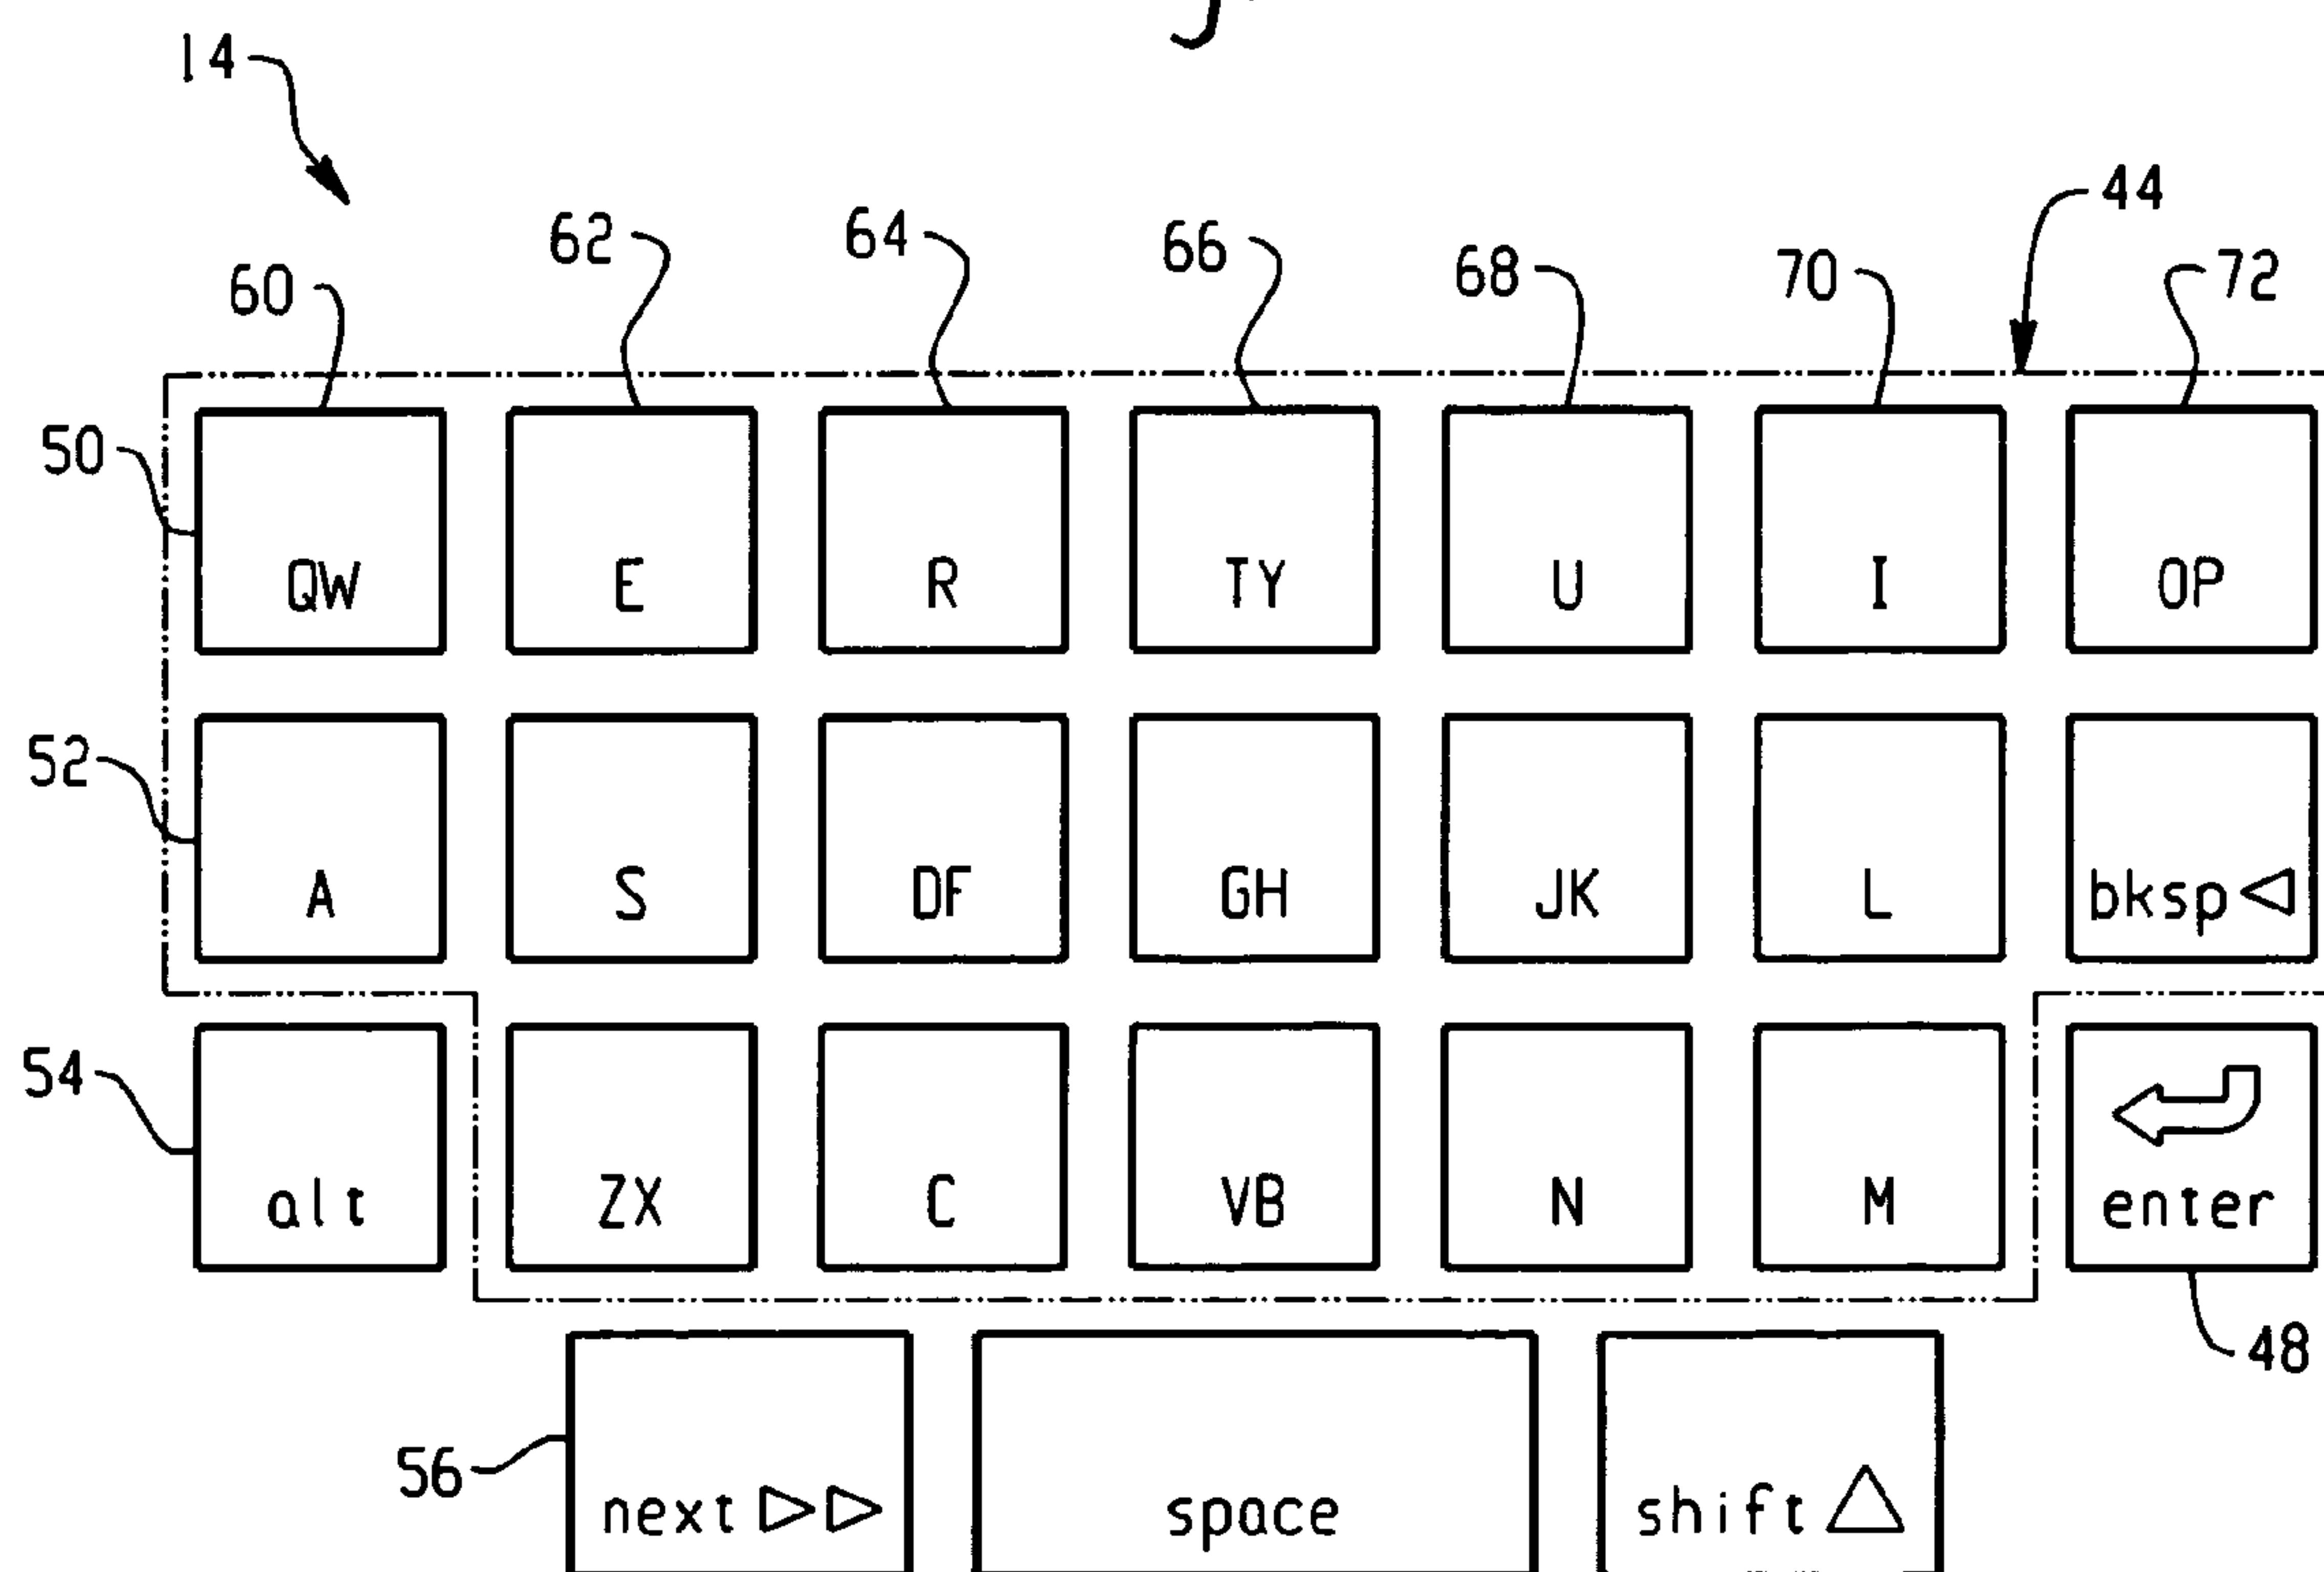 14
44
62 64 66 68 70 72
60
50
QW E R TY U I OP
52
A S DF GH JK L bksp
54
alt ZX C VB N M enter
48
56
next space shift